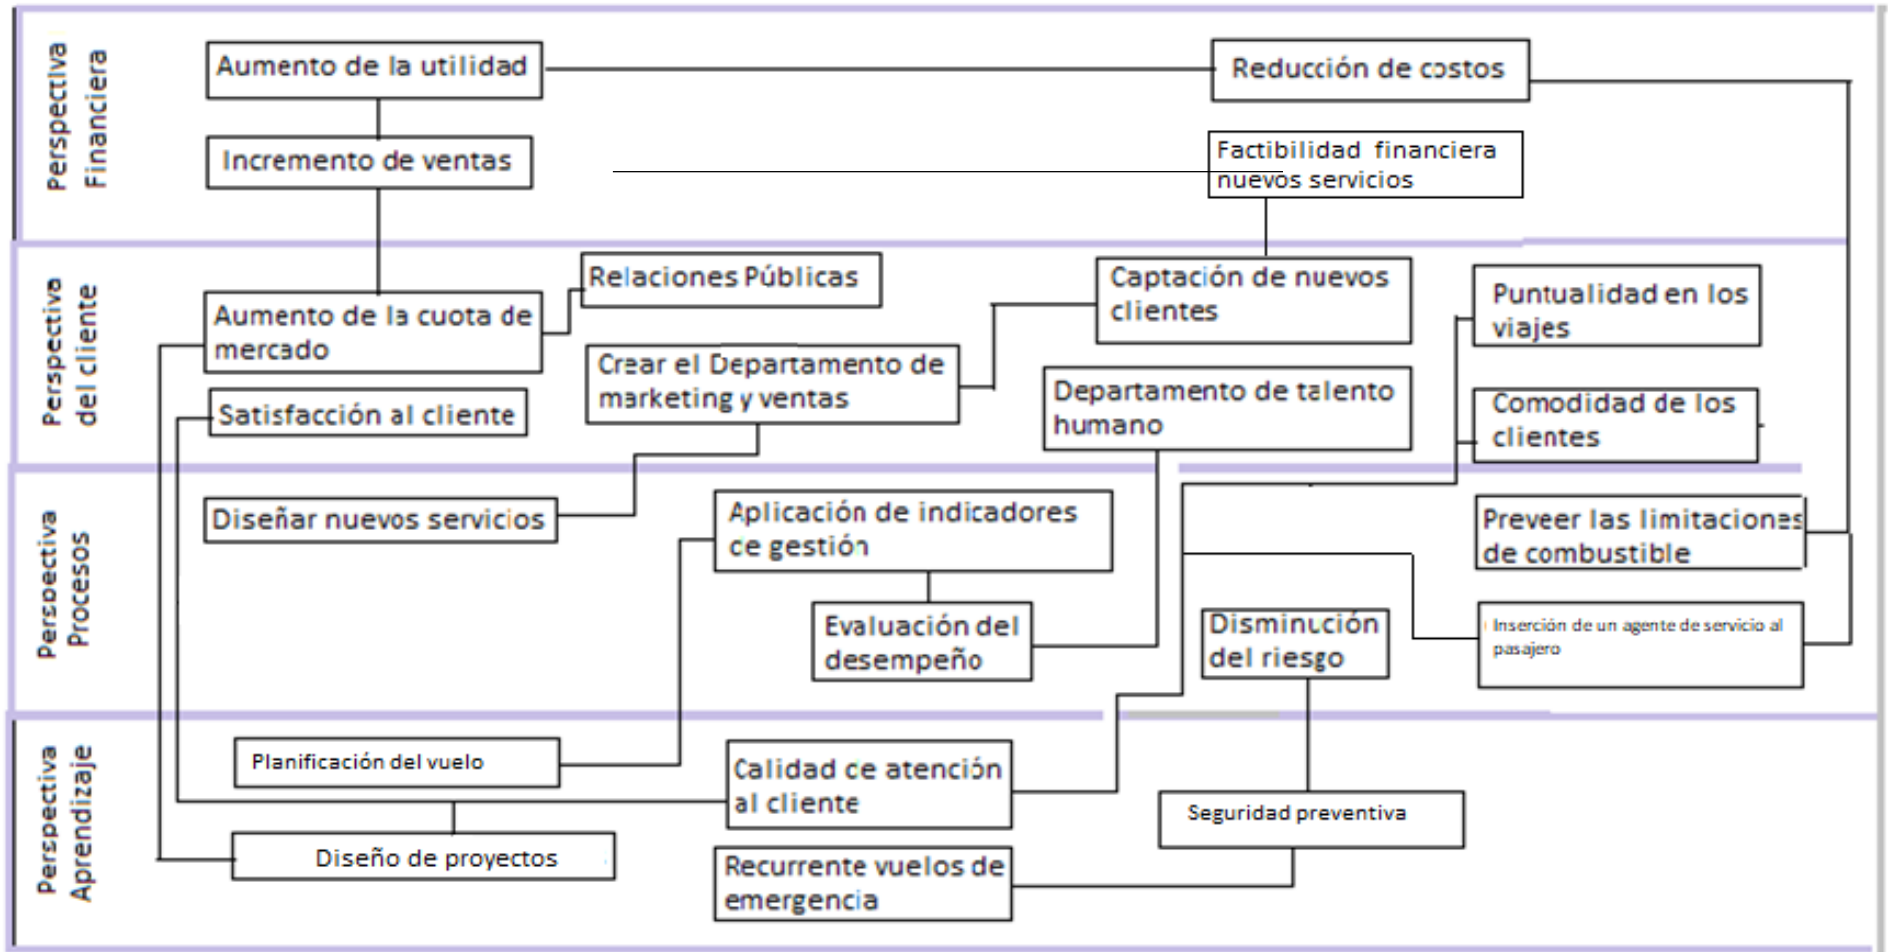 Perspectiva
Financiera
Aumento de la utilidad
Reducción de costos
Incremento de ventas
Factibilidad financiera
nuevos servicios
Perspectiva
del cliente
Relaciones Públicas
Captación de nuevos
clientes
Puntualidad en los
viajes
Aumento de la cuota de
mercado
Crear el Departamento de
marketing y ventas
Departamento de talento
humano
Comodidad de los
clientes
Satisfacción al cliente
Perspectiva
Procesos
Diseñar nuevos servicios
Aplicación de indicadores
de gestión
Preveer las limitaciones
de combustible
Evaluación del
desempeño
Disminución
del riesgo
Inserción de un agente de servicio al
pasajero
Perspectiva
Aprendizaje
Planificación del vuelo
Calidad de atención
al cliente
Seguridad preventiva
Diseño de proyectos
Recurrente vuelos de
emergencia